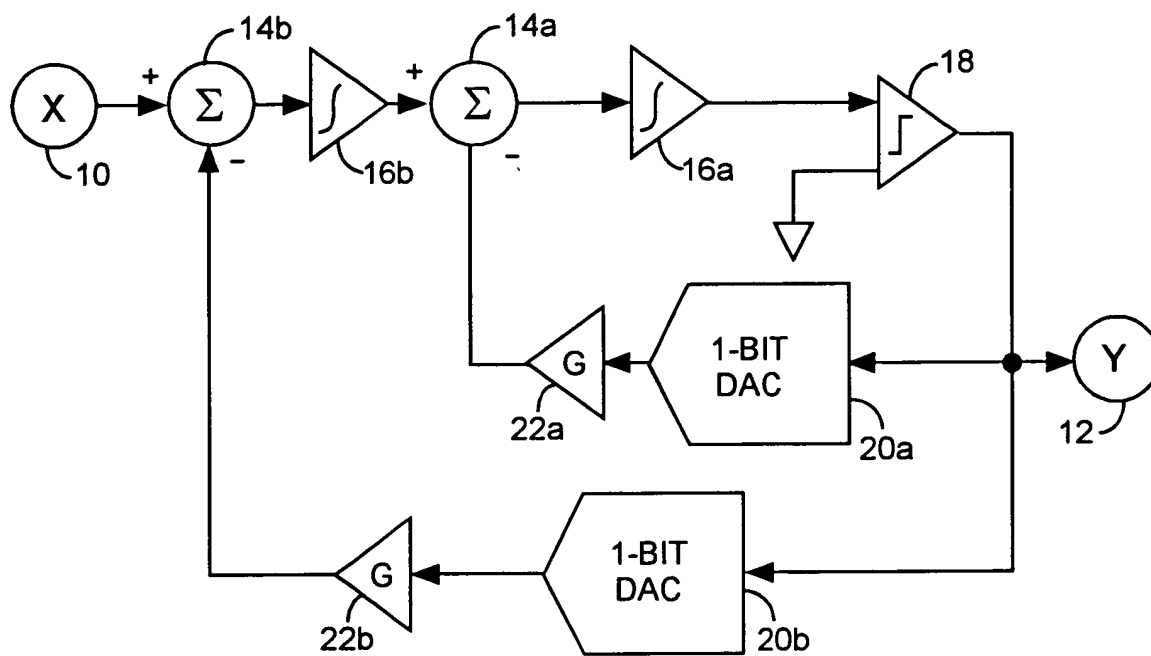 14b
14a
18
+
+
X
Σ
∫
Σ
∫
-
-
10
16b
16a
1-BIT
DAC
G
Y
22a
20a
12
1-BIT
DAC
G
22b
20b